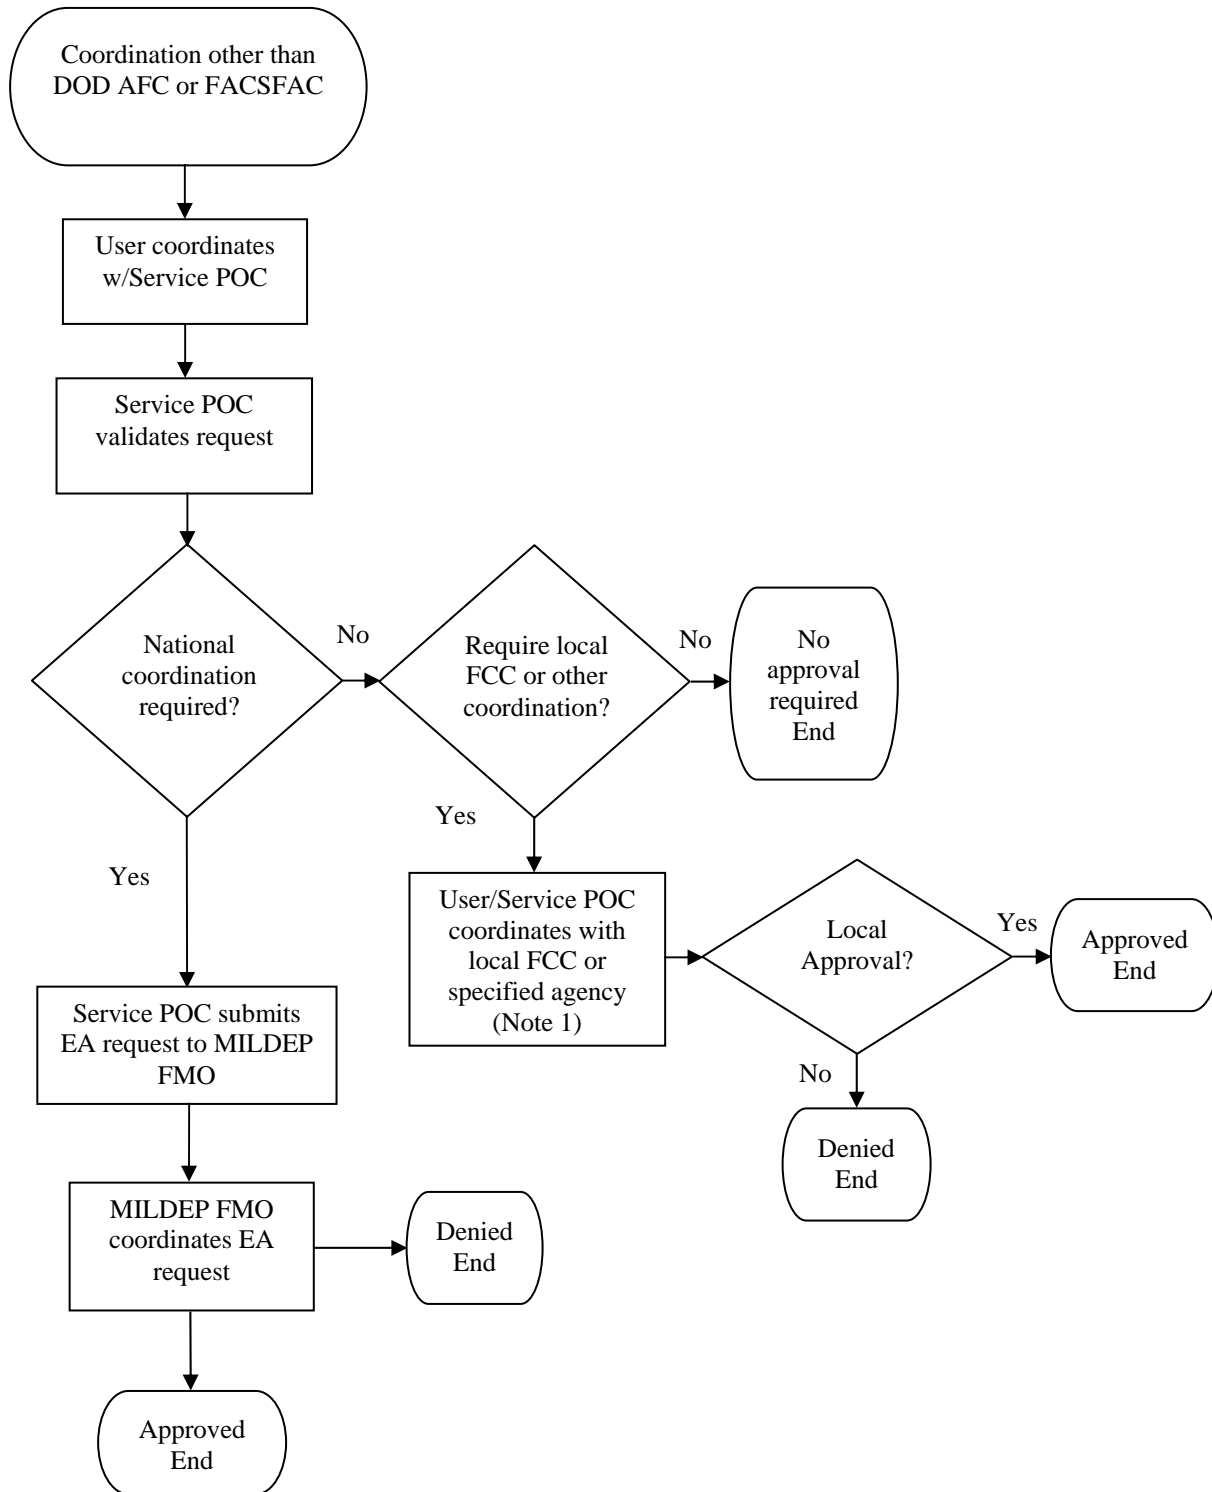 Coordination other than
DOD AFC or FACSFAC
User coordinates
w/Service POC
Service POC
validates request
National
coordination
required?
No
Require local
FCC or other
coordination?
No
No
approval
required
End
Yes
Yes
User/Service POC
coordinates with
local FCC or
specified agency
(Note 1)
Local
Approval?
Yes
Approved
End
No
Denied
End
Service POC submits
EA request to MILDEP
FMO
MILDEP FMO
coordinates EA
request
Denied
End
Approved
End